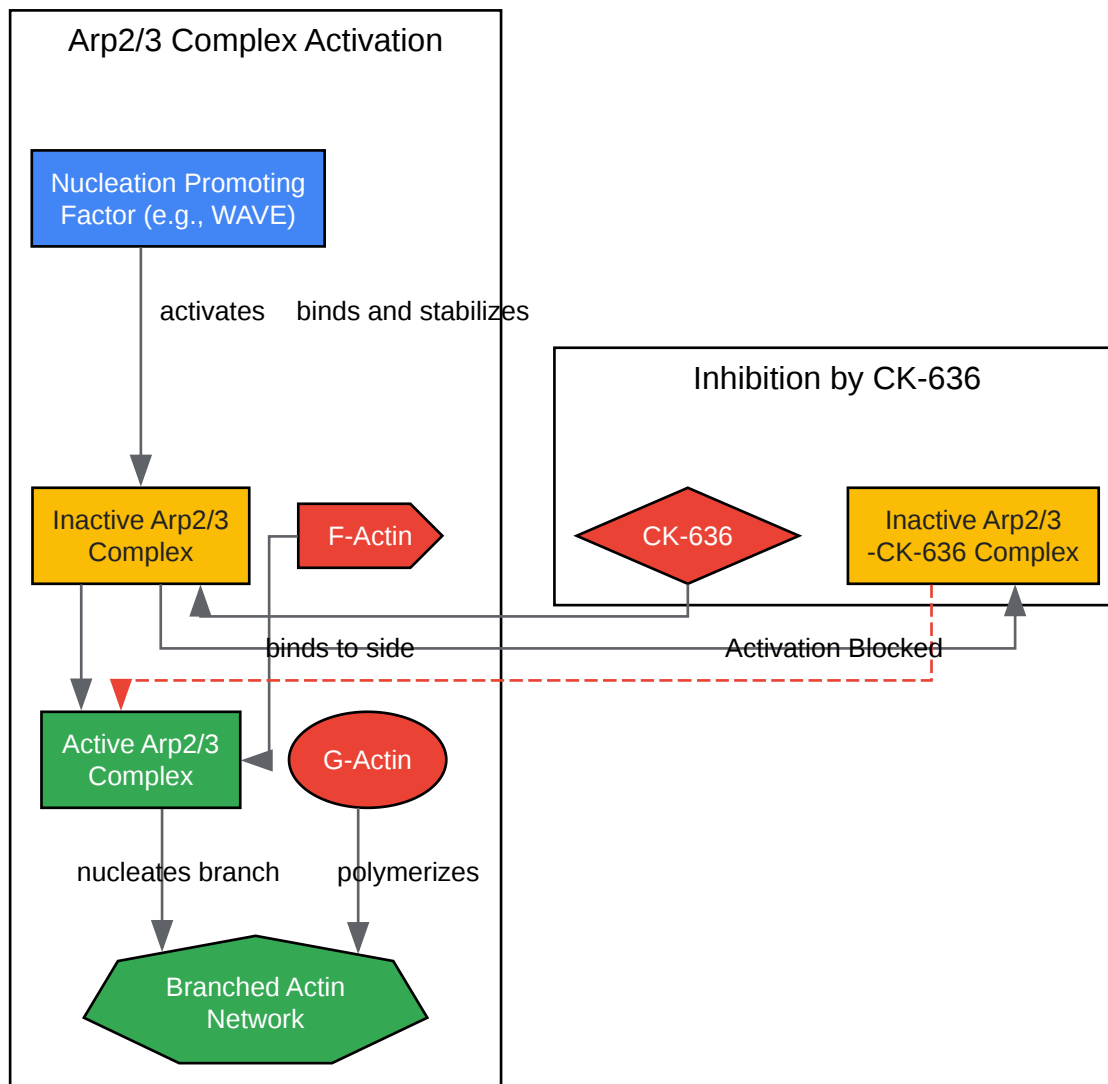 Arp2/3 Complex Activation
Nucleation Promoting
Factor (e.g., WAVE)
activates
binds and stabilizes
Inhibition by CK-636
Inactive Arp2/3
Complex
F-Actin
CK-636
Inactive Arp2/3
-CK-636 Complex
binds to side
Activation Blocked
Active Arp2/3
Complex
G-Actin
nucleates branch
polymerizes
Branched Actin
Network